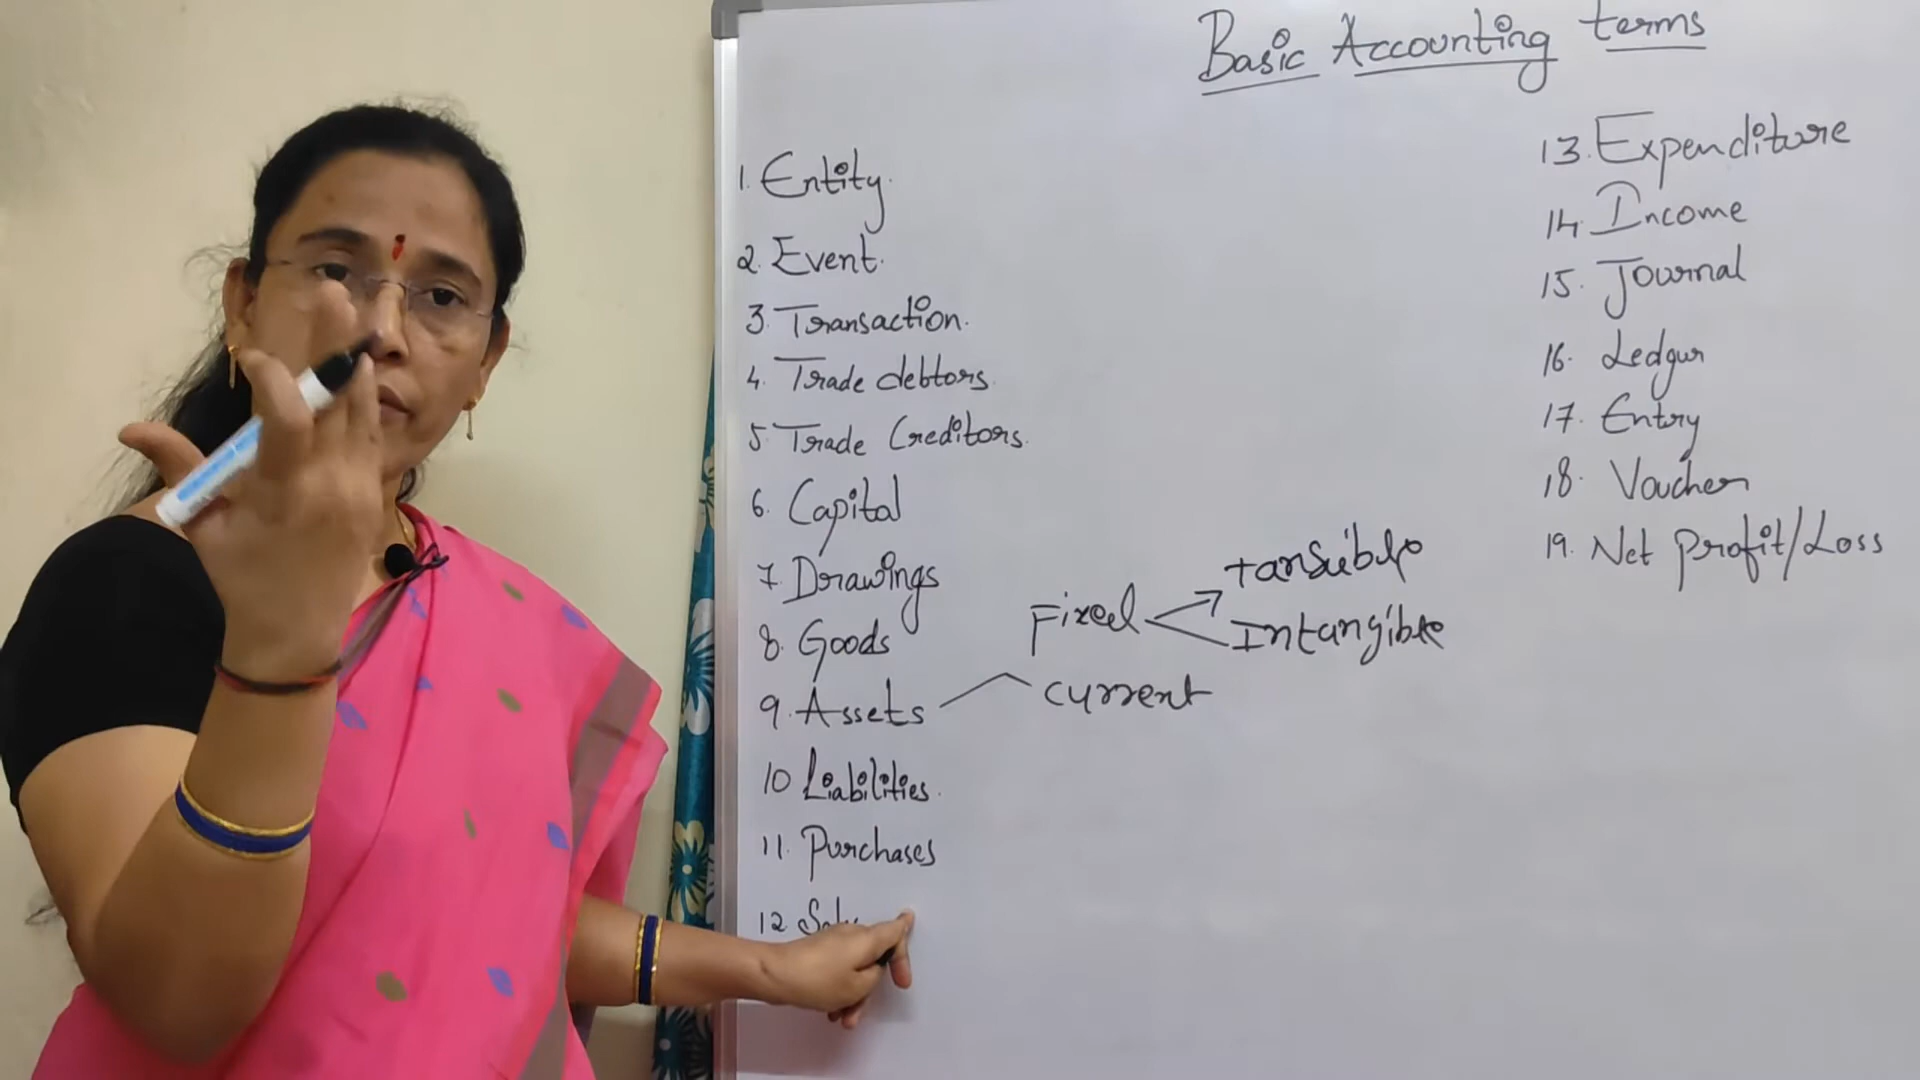 Basic Accounting terms
1. Entity.
2. Event.
3. Transaction.
4. Trade debtors.
5. Trade Creditors.
6. Capital
7. Drawings
8. Goods
9. Assets
Fixed
tangible
Intangible
current
10 Liabilities.
11. Purchases
12
13. Expenditure
14. Income
15. Journal
16. Ledger
17. Entry
18. Voucher
19. Net Profit/Loss